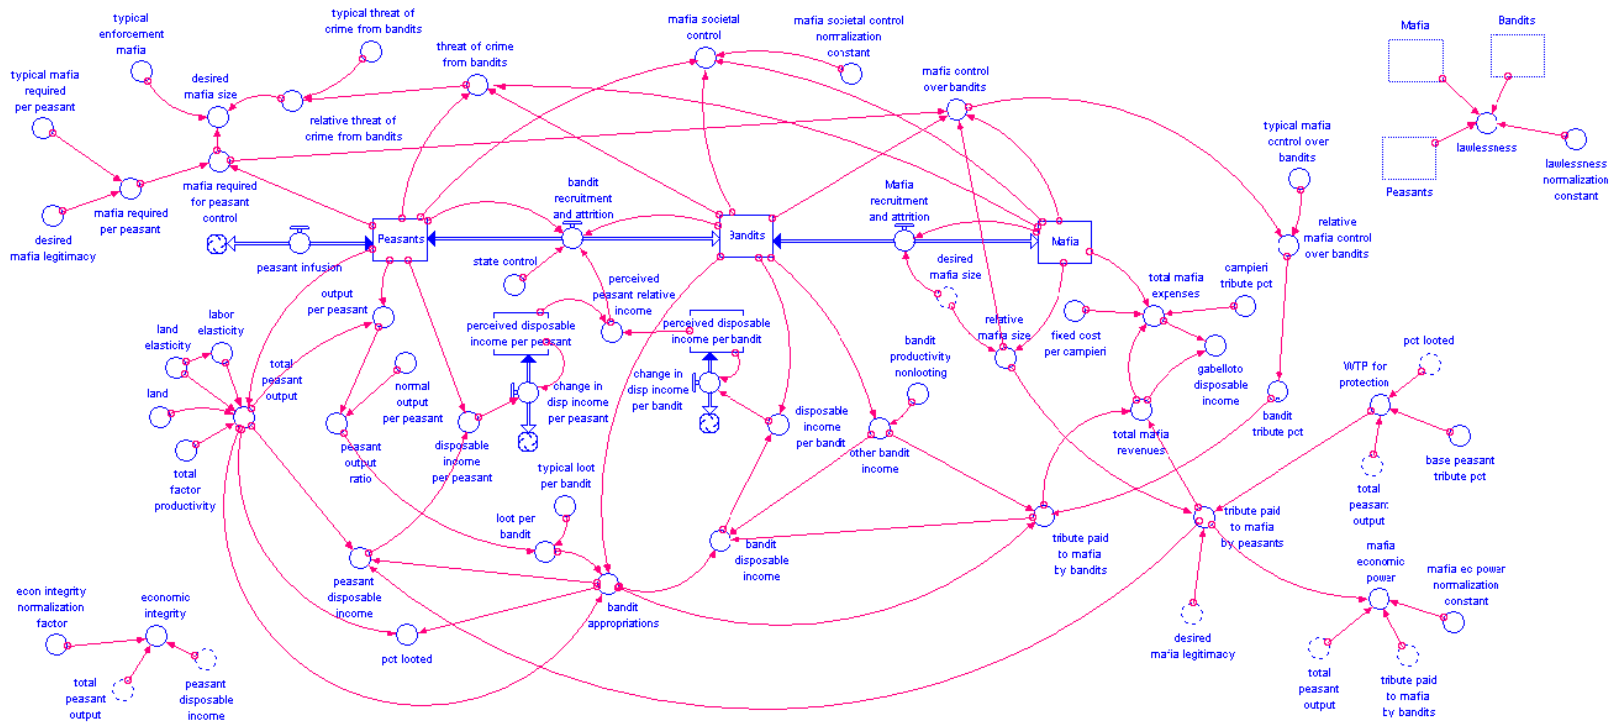 typical
enforcement
mafia
typical threat of
crime from bandits
threat of crime
from bandits
mafia societal
control
mafia societal control
normalization
constant
mafia control
over bandits
Mafia
Bandits
typical mafia
required
per peasant
desired
mafia size
relative threat of
crime from bandits
typical mafia
control over
bandits
lawlessness
lawlessness
normalization
constant
Peasants
mafia required
per peasant
mafia required
for peasant
control
desired
mafia legitimacy
bandit
recruitment
and attrition
Mafia
recruitment
and attrition
Peasants
Bandits
Mafia
relative
mafia control
over bandits
peasant infusion
state control
perceived
peasant relative
income
desired
mafia size
total mafia
expenses
campieri
tribute pct
output
per peasant
land
elasticity
labor
elasticity
total
peasant
output
perceived disposable
income per peasant
perceived disposable
income per bandit
relative
mafia size
fixed cost
per campieri
gabelloto
disposable
income
bandit
productivity
nonlooting
pct looted
WTP for
protection
land
normal
output
per peasant
change in
disp income
per peasant
change in
disp income
per bandit
disposable
income
per bandit
other bandit
income
total mafia
revenues
bandit
tribute pct
base peasant
tribute pct
total
factor
productivity
peasant
output
ratio
disposable
income
per peasant
typical loot
per bandit
loot per
bandit
total
peasant
output
bandit
disposable
income
tribute paid
to mafia
by bandits
tribute paid
to mafia
by peasants
mafia
economic
power
mafia ec power
normalization
constant
peasant
disposable
income
bandit
appropriations
pct looted
econ integrity
normalization
factor
economic
integrity
total
peasant
output
peasant
disposable
income
desired
mafia legitimacy
total
peasant
output
tribute paid
to mafia
by bandits